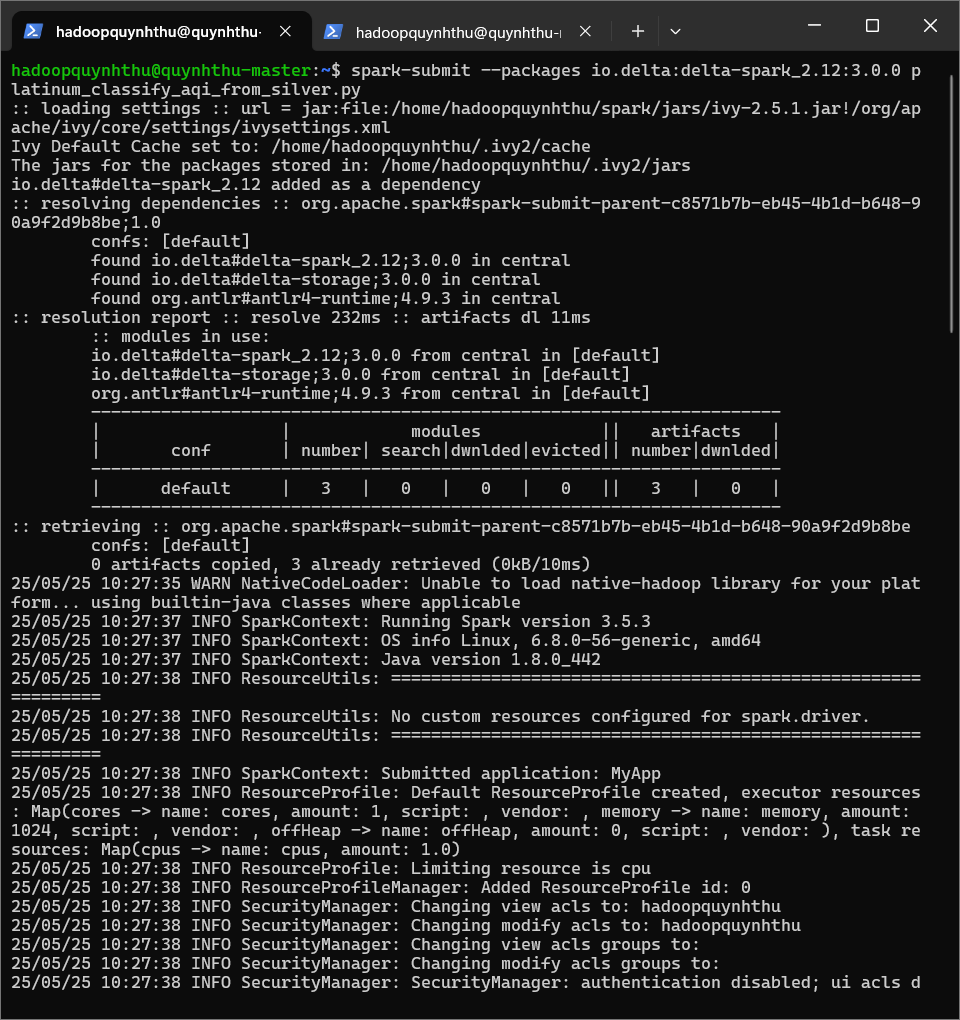 hadoopquynhthu@quynhthu-
hadoopquynhthu@quynhthu-
hadoopquynhthu@quynhthu-master:~$ spark-submit --packages io.delta:delta-spark_2.12:3.0.0 p
latinum_classify_aqi_from_silver.py
:: loading settings :: url = jar:file:/home/hadoopquynhthu/spark/jars/ivy-2.5.1.jar!/org/ap
ache/ivy/core/settings/ivysettings.xml
Ivy Default Cache set to: /home/hadoopquynhthu/.ivy2/cache
The jars for the packages stored in: /home/hadoopquynhthu/.ivy2/jars
io.delta#delta-spark_2.12 added as a dependency
:: resolving dependencies :: org.apache.spark#spark-submit-parent-c8571b7b-eb45-4b1d-b648-9
0a9f2d9b8be;1.0
        confs: [default]
        found io.delta#delta-spark_2.12;3.0.0 in central
        found io.delta#delta-storage;3.0.0 in central
        found org.antlr#antlr4-runtime;4.9.3 in central
:: resolution report :: resolve 232ms :: artifacts dl 11ms
        :: modules in use:
        io.delta#delta-spark_2.12;3.0.0 from central in [default]
        io.delta#delta-storage;3.0.0 from central in [default]
        org.antlr#antlr4-runtime;4.9.3 from central in [default]
        ---------------------------------------------------------------------
        |                  |            modules            ||   artifacts   |
        |       conf       | number| search|dwnlded|evicted|| number|dwnlded|
        ---------------------------------------------------------------------
        |      default     |   3   |   0   |   0   |   0   ||   3   |   0   |
        ---------------------------------------------------------------------
:: retrieving :: org.apache.spark#spark-submit-parent-c8571b7b-eb45-4b1d-b648-90a9f2d9b8be
        confs: [default]
        0 artifacts copied, 3 already retrieved (0kB/10ms)
25/05/25 10:27:35 WARN NativeCodeLoader: Unable to load native-hadoop library for your plat
form... using builtin-java classes where applicable
25/05/25 10:27:37 INFO SparkContext: Running Spark version 3.5.3
25/05/25 10:27:37 INFO SparkContext: OS info Linux, 6.8.0-56-generic, amd64
25/05/25 10:27:37 INFO SparkContext: Java version 1.8.0_442
25/05/25 10:27:38 INFO ResourceUtils: =====================================================
=========
25/05/25 10:27:38 INFO ResourceUtils: No custom resources configured for spark.driver.
25/05/25 10:27:38 INFO ResourceUtils: =====================================================
=========
25/05/25 10:27:38 INFO SparkContext: Submitted application: MyApp
25/05/25 10:27:38 INFO ResourceProfile: Default ResourceProfile created, executor resources
: Map(cores -> name: cores, amount: 1, script: , vendor: , memory -> name: memory, amount: 
1024, script: , vendor: , offHeap -> name: offHeap, amount: 0, script: , vendor: ), task re
sources: Map(cpus -> name: cpus, amount: 1.0)
25/05/25 10:27:38 INFO ResourceProfile: Limiting resource is cpu
25/05/25 10:27:38 INFO ResourceProfileManager: Added ResourceProfile id: 0
25/05/25 10:27:38 INFO SecurityManager: Changing view acls to: hadoopquynhthu
25/05/25 10:27:38 INFO SecurityManager: Changing modify acls to: hadoopquynhthu
25/05/25 10:27:38 INFO SecurityManager: Changing view acls groups to:
25/05/25 10:27:38 INFO SecurityManager: Changing modify acls groups to:
25/05/25 10:27:38 INFO SecurityManager: SecurityManager: authentication disabled; ui acls d